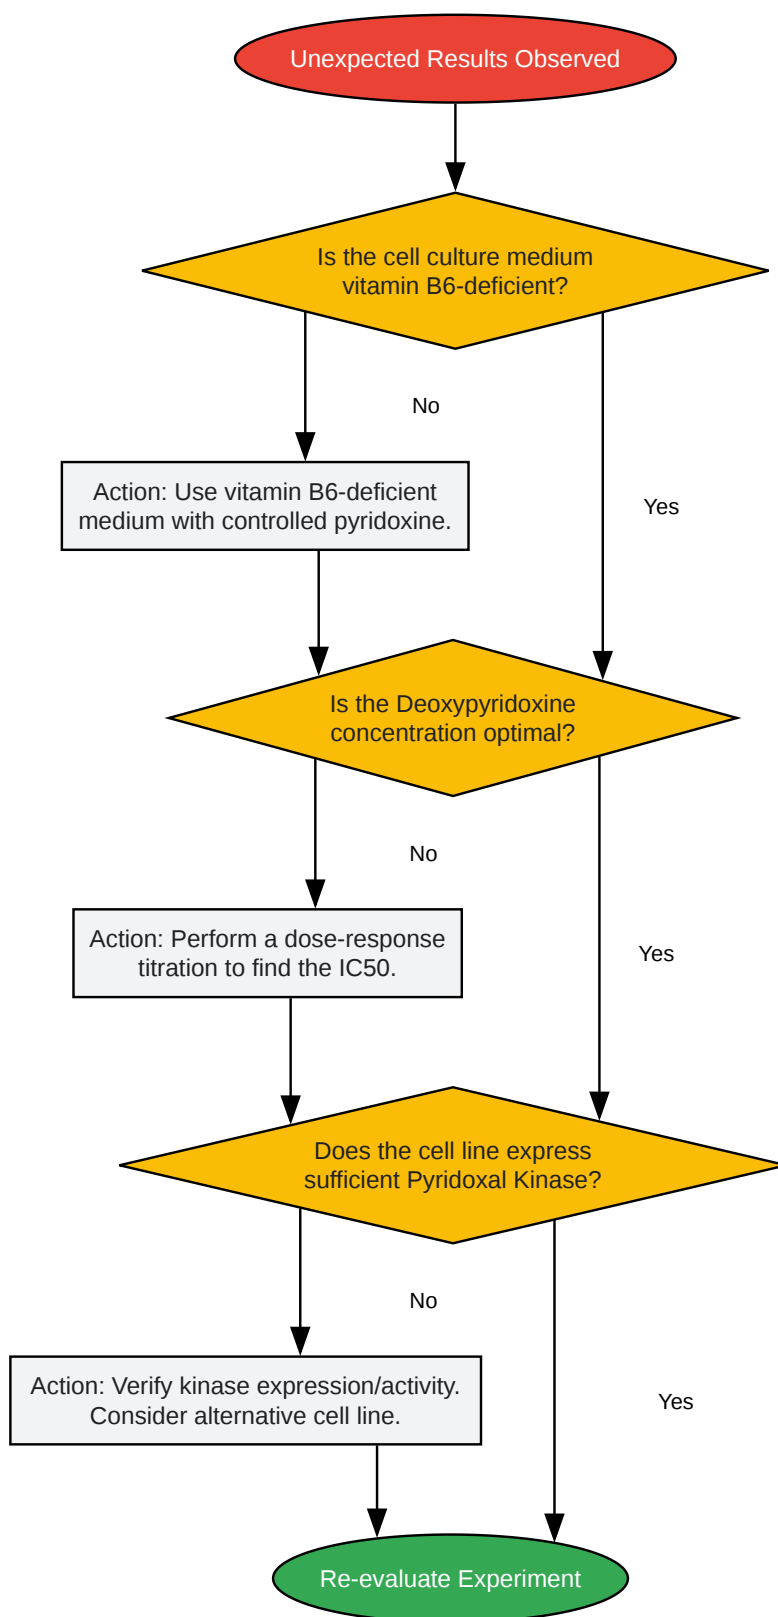 Unexpected Results Observed
Is the cell culture medium
vitamin B6-deficient?
No
Action: Use vitamin B6-deficient
medium with controlled pyridoxine.
Yes
Is the Deoxypyridoxine
concentration optimal?
No
Action: Perform a dose-response
titration to find the IC50.
Yes
Does the cell line express
sufficient Pyridoxal Kinase?
No
Action: Verify kinase expression/activity.
Consider alternative cell line.
Yes
Re-evaluate Experiment